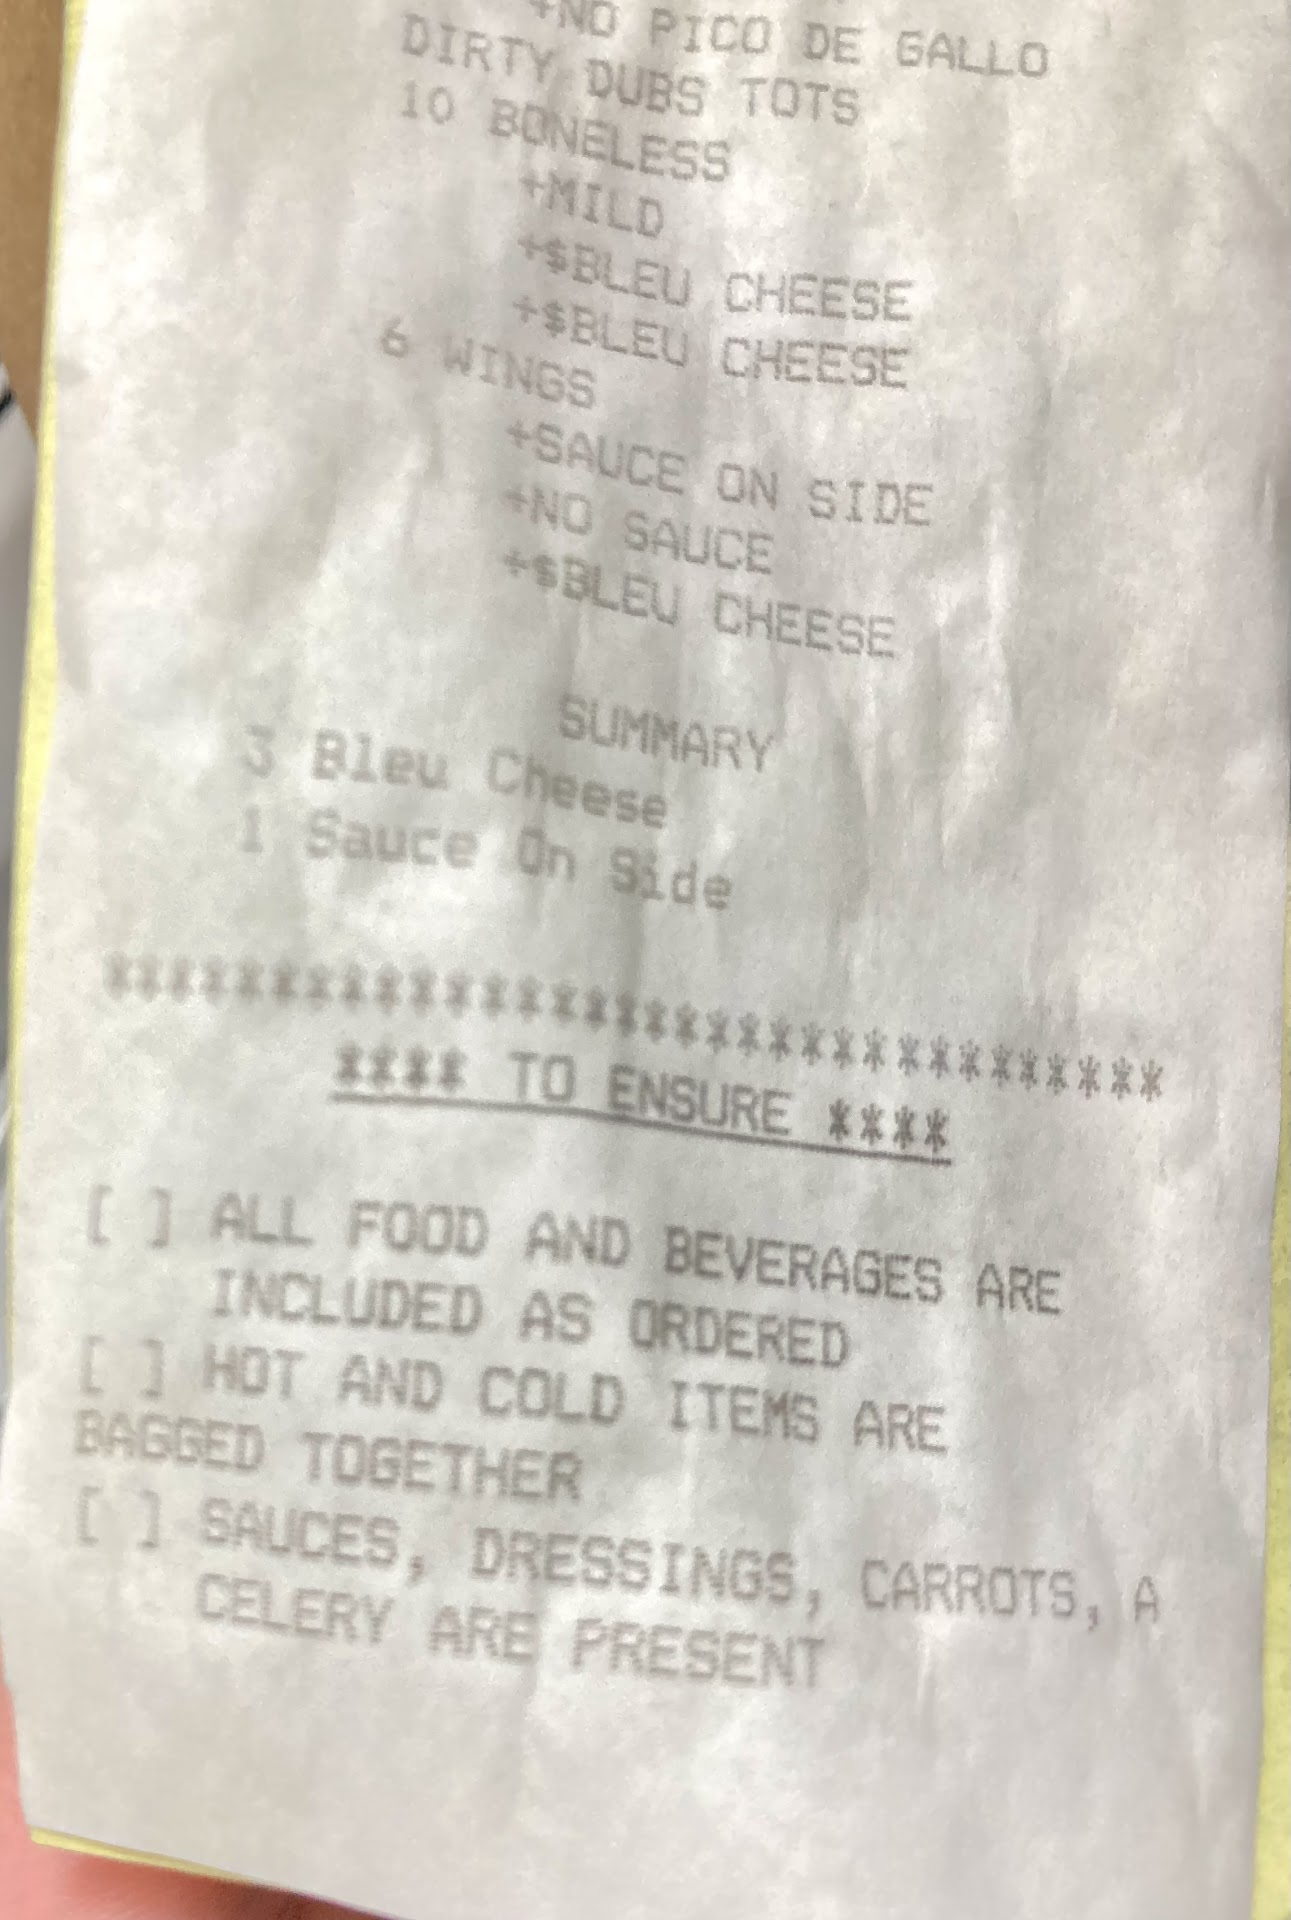 +NO PICO DE GALLO
DIRTY DUBS TOTS
10 BONELESS
+MILD
+$BLEU CHEESE
+$BLEU CHEESE
6 WINGS
+SAUCE ON SIDE
+NO SAUCE
+$BLEU CHEESE
SUMMARY
3 Bleu Cheese
1 Sauce On Side
**********************************
**** TO ENSURE ****
[ ] ALL FOOD AND BEVERAGES ARE
INCLUDED AS ORDERED
[ ] HOT AND COLD ITEMS ARE
BAGGED TOGETHER
[ ] SAUCES, DRESSINGS, CARROTS, A
CELERY ARE PRESENT